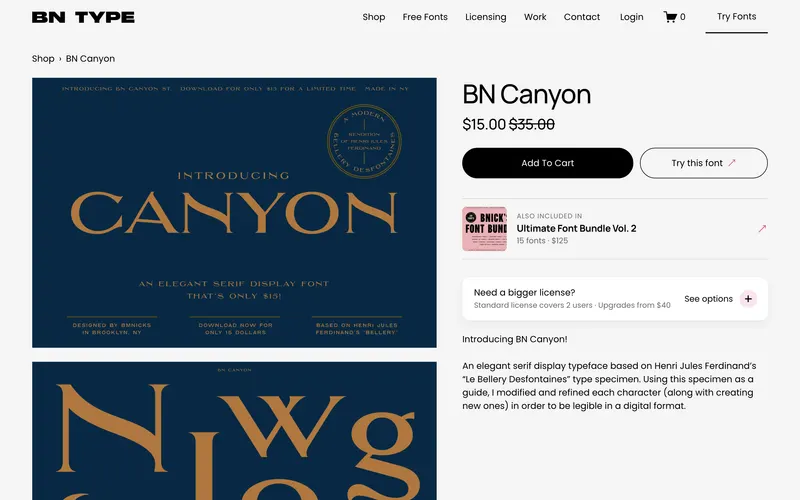 BN TYPE
Shop Free Fonts Licensing Work Contact Login 0 Try Fonts
Shop › BN Canyon
INTRODUCING BN CANYON ST. DOWNLOAD FOR ONLY $15 FOR A LIMITED TIME MADE IN NY
A MODERN
RENDITION
OF HENRI JULES
FERDINAND'S
BELLERY DESFONTAINES
INTRODUCING
CANYON
AN ELEGANT SERIF DISPLAY FONT
THAT'S ONLY $15!
DESIGNED BY BMNICKS
IN BROOKLYN, NY
DOWNLOAD NOW FOR
ONLY 15 DOLLARS
BASED ON HENRI JULES
FERDINAND'S 'BELLERY'
BN CANYON
N w g
BN Canyon
$15.00 $35.00
Add To Cart
Try this font
BNICK'S
FONT BUND
ALSO INCLUDED IN
Ultimate Font Bundle Vol. 2
15 fonts · $125
Need a bigger license?
Standard license covers 2 users · Upgrades from $40
See options
Introducing BN Canyon!
An elegant serif display typeface based on Henri Jules Ferdinand's
“Le Bellery Desfontaines” type specimen. Using this specimen as a
guide, I modified and refined each character (along with creating
new ones) in order to be legible in a digital format.